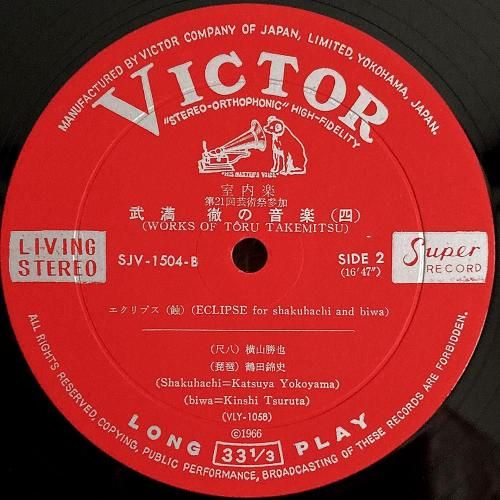 MANUFACTURED BY VICTOR COMPANY OF JAPAN, LIMITED, YOKOHAMA, JAPAN.
VICTOR
"STEREO-ORTHOPHONIC" HIGH-FIDELITY
"HIS MASTER'S VOICE"
室内楽
第21回芸術祭参加
武満 徹の音楽 (四)
(WORKS OF TŌRU TAKEMITSU)
LIVING STEREO
SJV-1504-B
SIDE 2
(16'47")
Super RECORD
エクリプス (蝕) (ECLIPSE for shakuhachi and biwa)
(尺八) 横山勝也
(琵琶) 鶴田錦史
(Shakuhachi=Katsuya Yokoyama)
(biwa=Kinshi Tsuruta)
(VLY-1058)
©1966
LONG 33 1/3 PLAY
ALL RIGHTS RESERVED, COPYING, PUBLIC PERFORMANCE, BROADCASTING OF THESE RECORDS ARE FORBIDDEN.